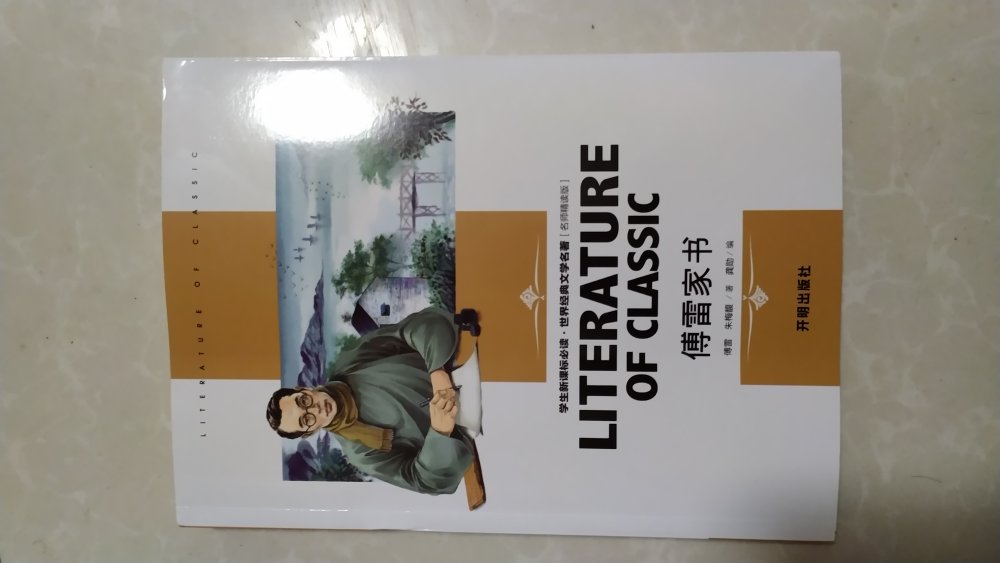 LITERATURE OF CLASSIC
学生新课标必读·世界经典文学名著[名师精读版]
LITERATURE
OF CLASSIC
傅雷家书
傅雷 朱梅馥/著 龚勋/编
开明出版社